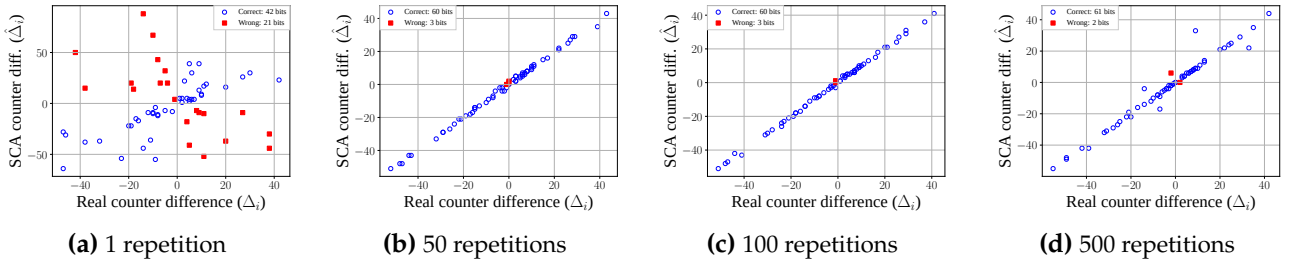 Correct: 42 bits
Wrong: 21 bits
50
0
−50
−40
−20
0
20
40
SCA counter diff. (Δ̂ᵢ)
Real counter difference (Δᵢ)
(a) 1 repetition
Correct: 60 bits
Wrong: 3 bits
40
20
0
−20
−40
−40
−20
0
20
40
SCA counter diff. (Δ̂ᵢ)
Real counter difference (Δᵢ)
(b) 50 repetitions
Correct: 60 bits
Wrong: 3 bits
40
20
0
−20
−40
−40
−20
0
20
40
SCA counter diff. (Δ̂ᵢ)
Real counter difference (Δᵢ)
(c) 100 repetitions
Correct: 61 bits
Wrong: 2 bits
40
20
0
−20
−40
−40
−20
0
20
40
SCA counter diff. (Δ̂ᵢ)
Real counter difference (Δᵢ)
(d) 500 repetitions